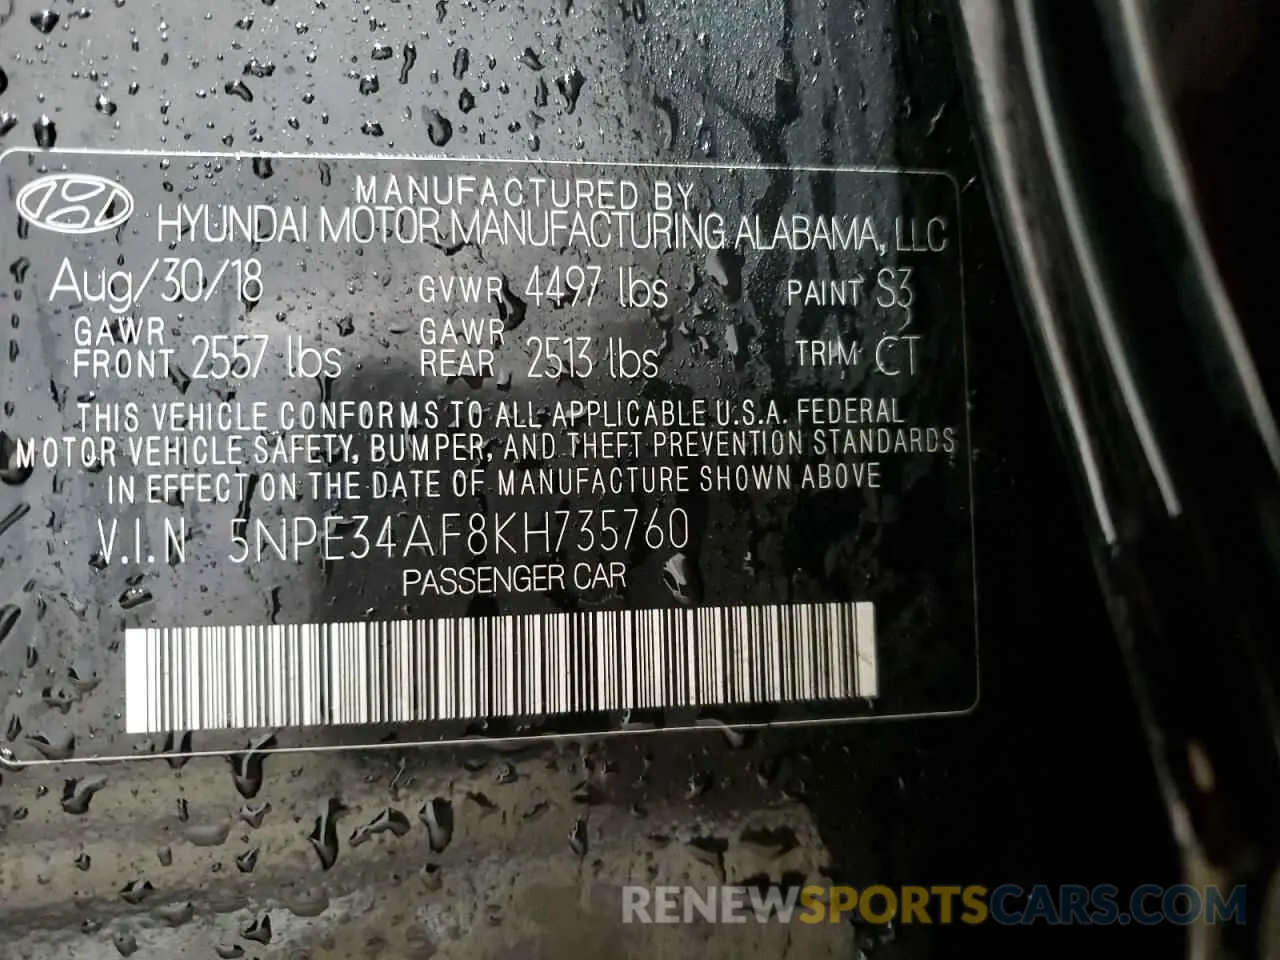 MANUFACTURED BY
HYUNDAI MOTOR MANUFACTURING ALABAMA, LLC
Aug/30/18 GVWR 4497 lbs PAINT S3
GAWR FRONT 2557 lbs GAWR REAR 2513 lbs TRIM CT
THIS VEHICLE CONFORMS TO ALL APPLICABLE U.S.A. FEDERAL
MOTOR VEHICLE SAFETY, BUMPER, AND THEFT PREVENTION STANDARDS
IN EFFECT ON THE DATE OF MANUFACTURE SHOWN ABOVE
V.I.N 5NPE34AF8KH735760
PASSENGER CAR
RENEWSPORTSCARS.COM